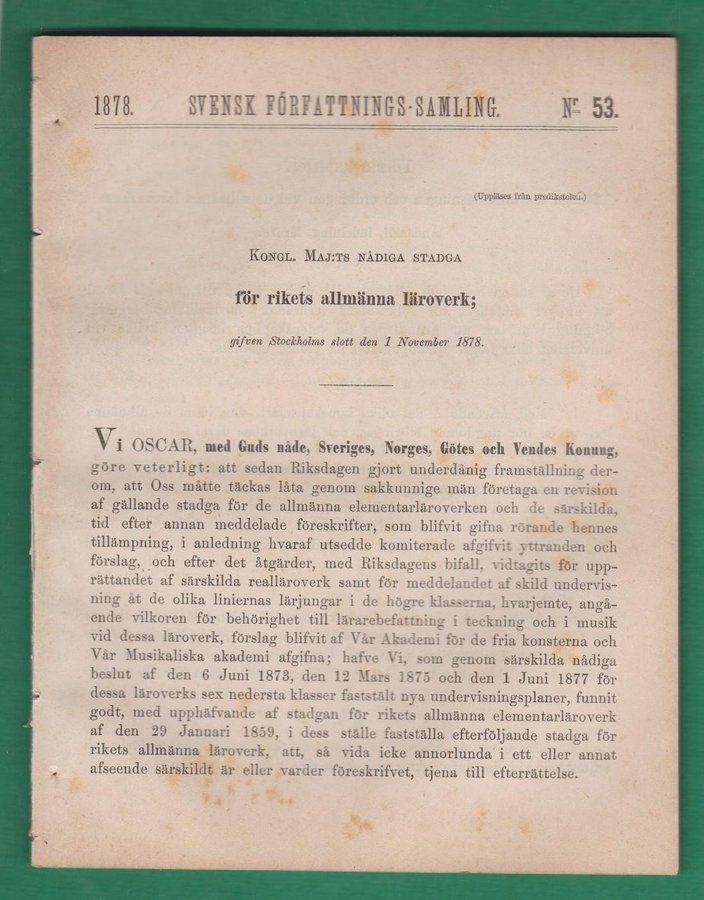 1878. SVENSK FÖRFATTNINGS-SAMLING. Nr 53.
(Uppläses från predikstolen.)
KONGL. MAJ:TS NÅDIGA STADGA
för rikets allmänna läroverk;
gifven Stockholms slott den 1 November 1878.
Vi OSCAR, med Guds nåde, Sveriges, Norges, Götes och Vendes Konung,
göre veterligt: att sedan Riksdagen gjort underdånig framställning der-
om, att Oss måtte täckas låta genom sakkunnige män företaga en revision
af gällande stadga för de allmänna elementarläroverken och de särskilda,
tid efter annan meddelade föreskrifter, som blifvit gifna rörande hennes
tillämpning, i anledning hvaraf utsedde komiterade afgifvit yttranden och
förslag, och efter det åtgärder, med Riksdagens bifall, vidtagits för upp-
rättandet af särskilda realläroverk samt för meddelandet af skild undervis-
ning åt de olika liniernas lärjungar i de högre klasserna, hvarjemte, angå-
ende vilkoren för behörighet till lärarebefattning i teckning och i musik
vid dessa läroverk, förslag blifvit af Vår Akademi för de fria konsterna och
Vår Musikaliska akademi afgifna; hafve Vi, som genom särskilda nådiga
beslut af den 6 Juni 1873, den 12 Mars 1875 och den 1 Juni 1877 för
dessa läroverks sex nedersta klasser fastställt nya undervisningsplaner, funnit
godt, med upphäfvande af stadgan för rikets allmänna elementarläroverk
af den 29 Januari 1859, i dess ställe fastställa efterföljande stadga för
rikets allmänna läroverk, att, så vida icke annorlunda i ett eller annat
afseende särskildt är eller varder föreskrifvet, tjena till efterrättelse.